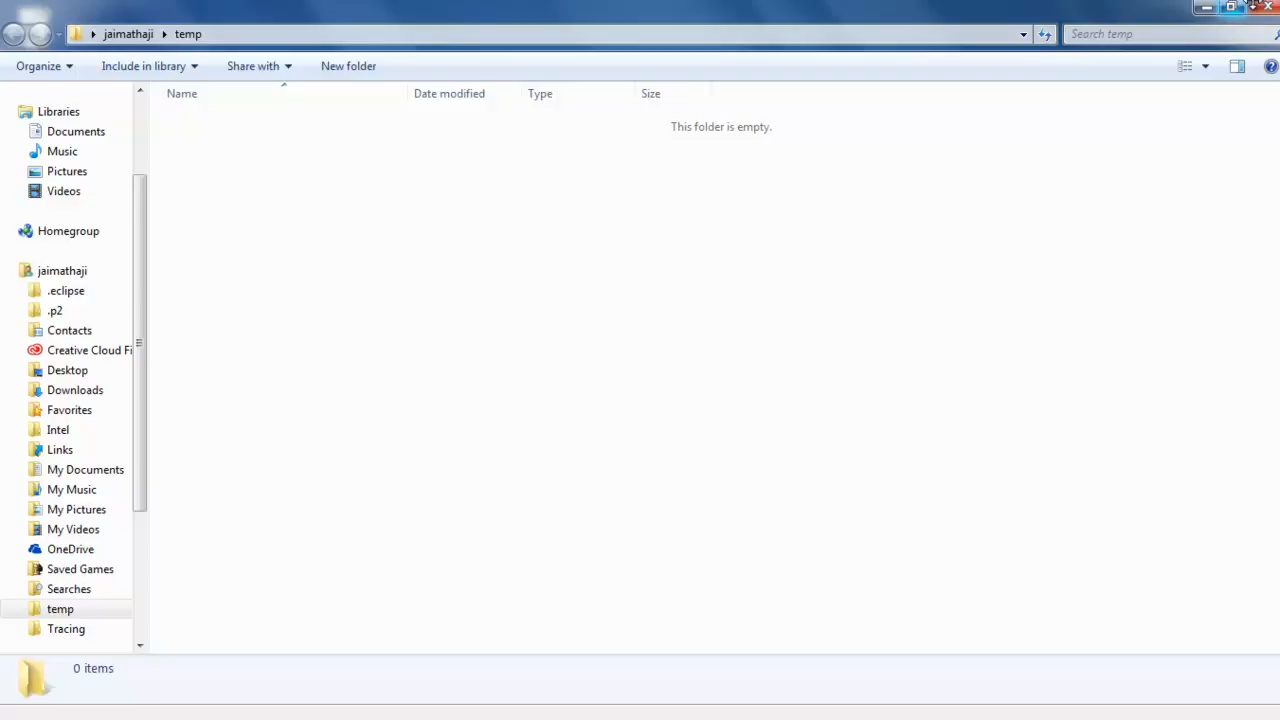 jaimathaji temp
Search temp
Organize Include in library Share with New folder
Name Date modified Type Size
This folder is empty.
Libraries
Documents
Music
Pictures
Videos
Homegroup
jaimathaji
.eclipse
.p2
Contacts
Creative Cloud Fi
Desktop
Downloads
Favorites
Intel
Links
My Documents
My Music
My Pictures
My Videos
OneDrive
Saved Games
Searches
temp
Tracing
0 items